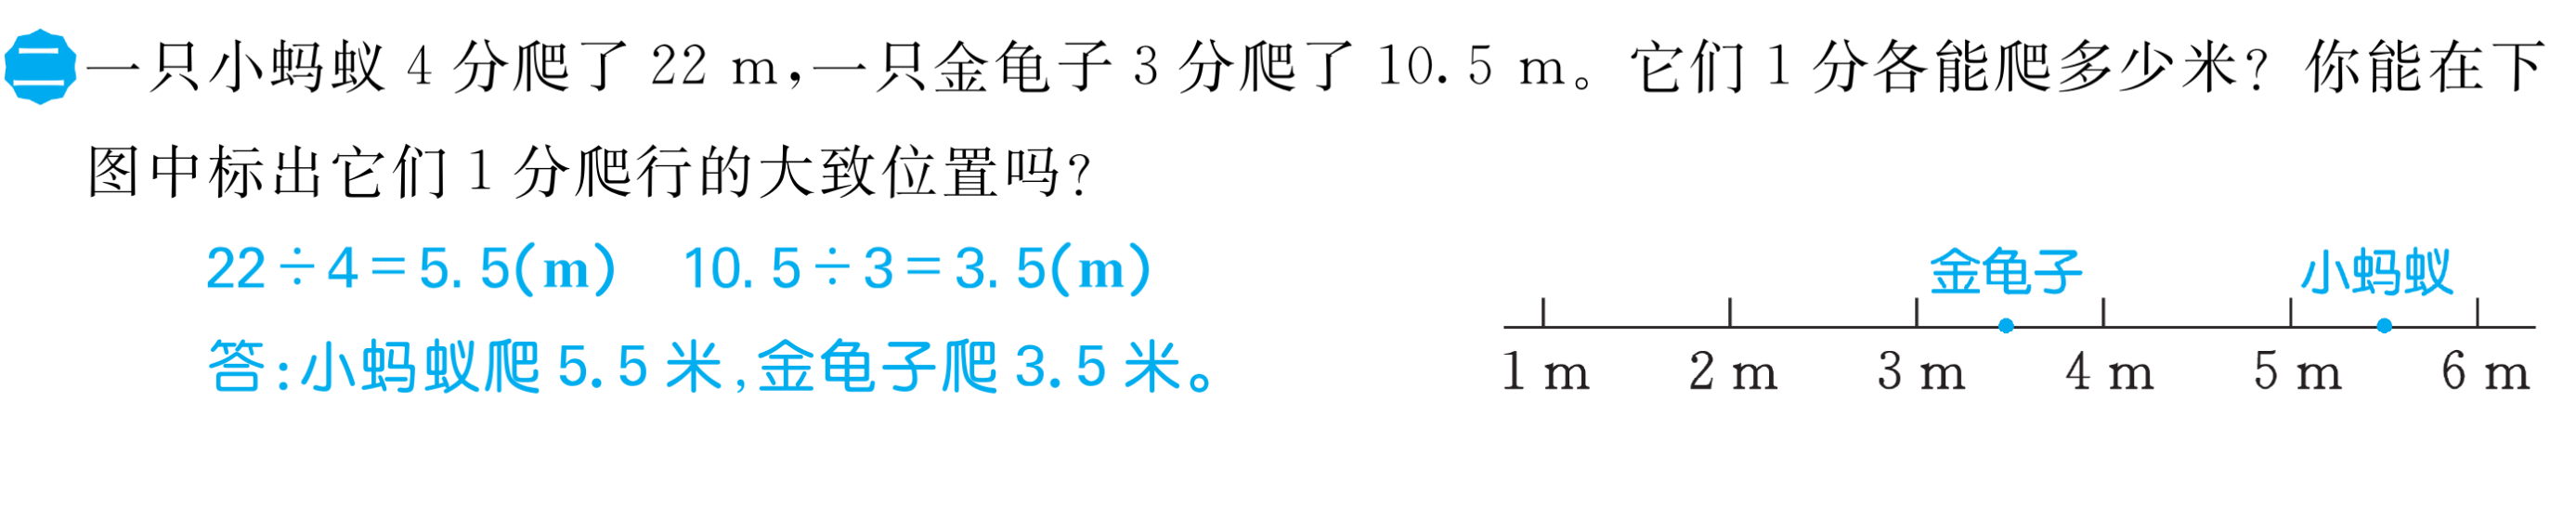 二 一只小蚂蚁 4 分爬了 22 m,一只金龟子 3 分爬了 10.5 m。它们 1 分各能爬多少米？你能在下
图中标出它们 1 分爬行的大致位置吗？
22÷4=5.5(m) 10.5÷3=3.5(m)
答:小蚂蚁爬 5.5 米,金龟子爬 3.5 米。
金龟子 小蚂蚁
1 m 2 m 3 m 4 m 5 m 6 m